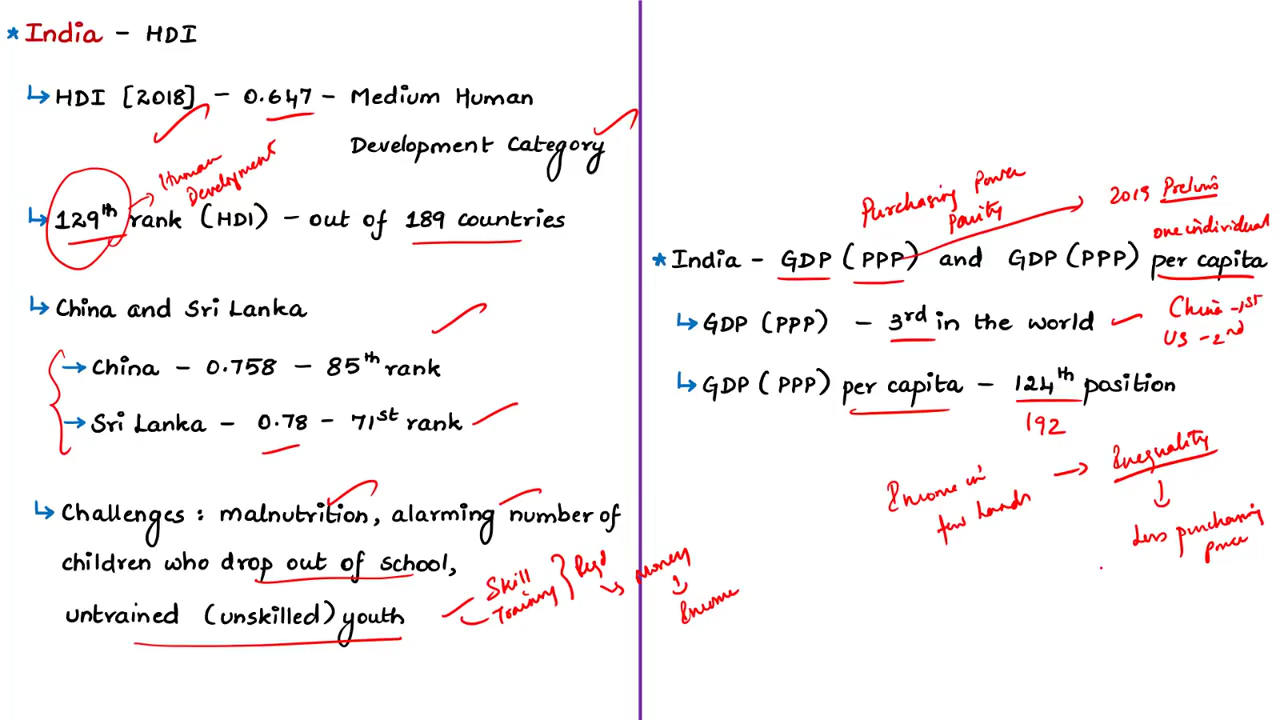 * India - HDI
↳ HDI [2018] - 0.647 - Medium Human
Development Category
Human
Development
↳ 129th rank (HDI) - out of 189 countries
↳ China and Sri Lanka
→ China - 0.758 - 85th rank
→ Sri Lanka - 0.78 - 71st rank
↳ Challenges : malnutrition, alarming number of
children who drop out of school,
untrained (unskilled) youth
Skill
Training
Money
Income
Purchasing Power
Parity
Prelims
one individual
* India - GDP (PPP) and GDP (PPP) per capita
↳ GDP (PPP) - 3rd in the world
China - 1st
US - 2nd
↳ GDP (PPP) per capita - 124th position
192
Income in
few hands
→ Inequality
↓
Less purchasing
power